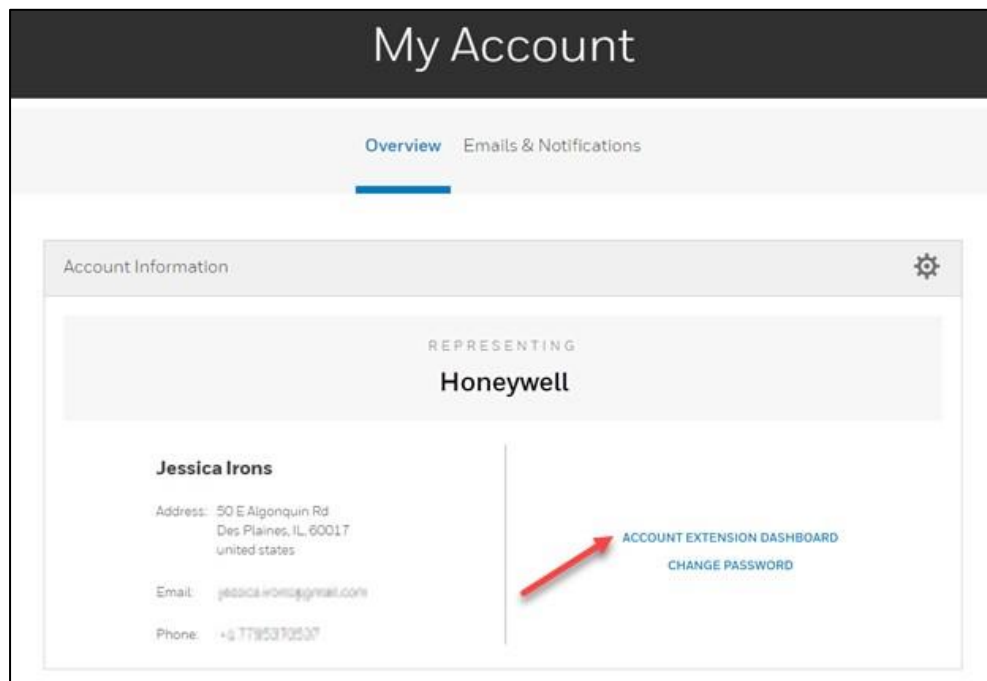 My Account
Overview Emails & Notifications
Account Information
REPRESENTING
Honeywell
Jessica Irons
Address: 50 E Algonquin Rd
Des Plaines, IL, 60017
united states
Email:
Phone:
ACCOUNT EXTENSION DASHBOARD
CHANGE PASSWORD